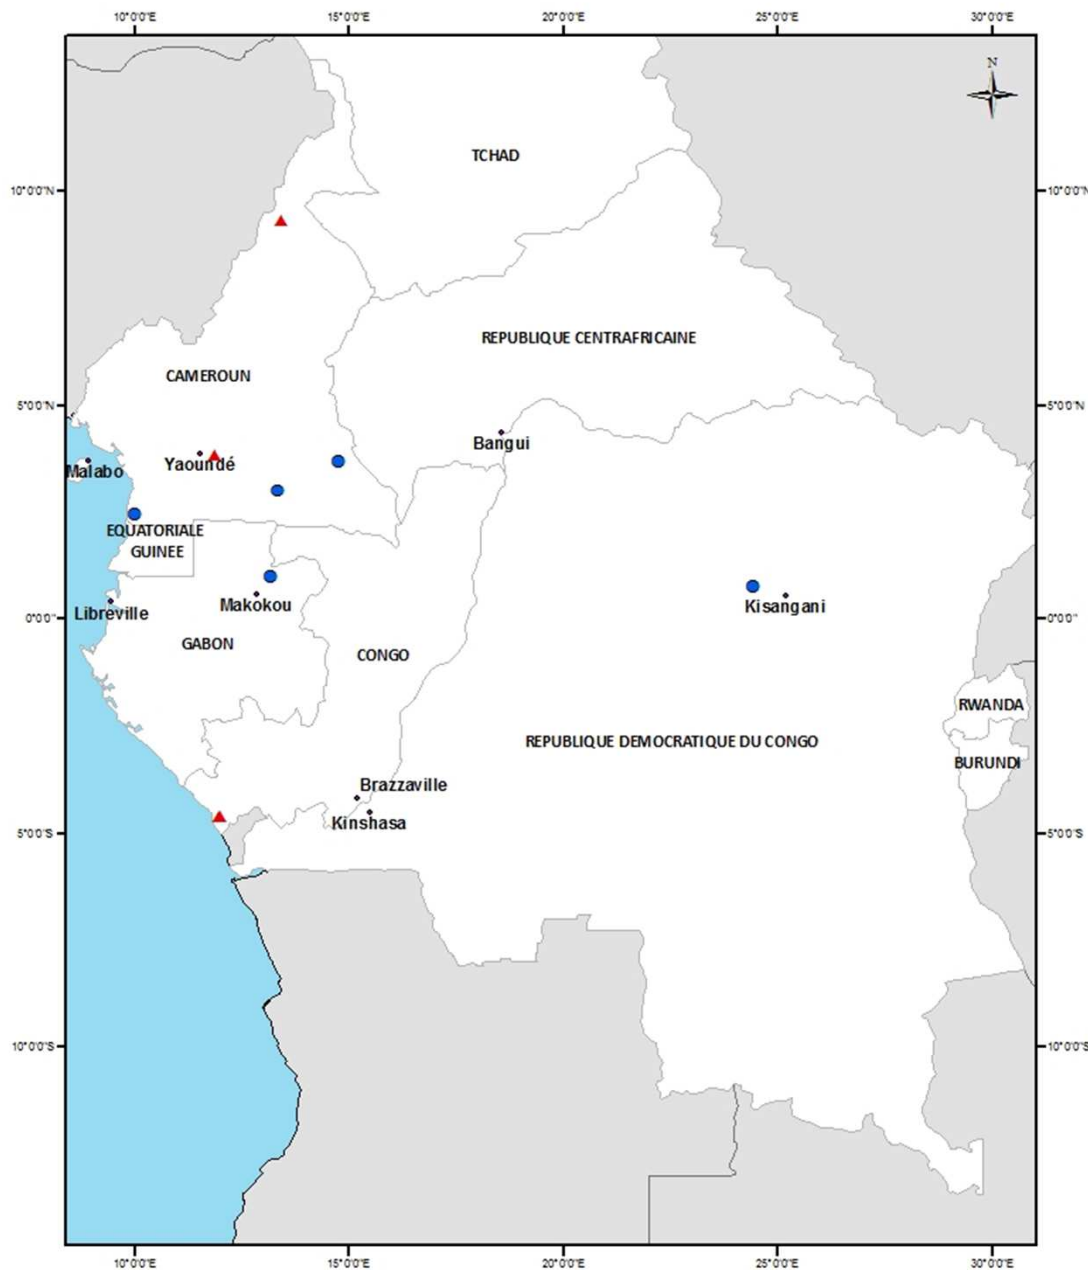 10°0'0"E 15°0'0"E 20°0'0"E 25°0'0"E 30°0'0"E
N
TCHAD
10°0'0"N 10°0'0"N
REPUBLIQUE CENTRAFRICAINE
CAMEROUN
5°0'0"N 5°0'0"N
Bangui
Yaoundé
Malabo
EQUATORIALE
GUINEE
Makokou
Kisangani
Libreville
0°0'0" 0°0'0"
GABON
CONGO
RWANDA
REPUBLIQUE DEMOCRATIQUE DU CONGO
BURUNDI
Brazzaville
Kinshasa
5°0'0"S 5°0'0"S
10°0'0"S 10°0'0"S
10°0'0"E 15°0'0"E 20°0'0"E 25°0'0"E 30°0'0"E